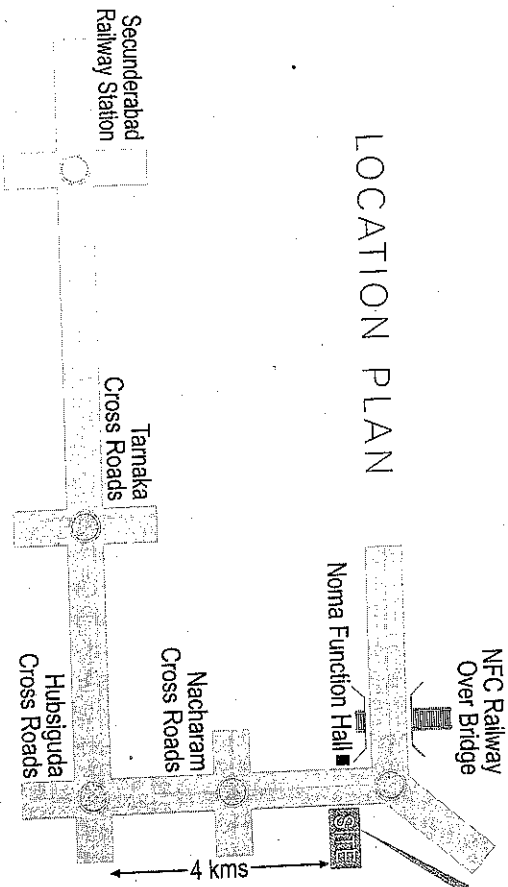 LOCATION PLAN
NFC Railway
Over Bridge
Noma Function Hall
SITE
Nacharam
Cross Roads
4 kms
Secunderabad
Railway Station
Tarnaka
Cross Roads
Hubsiguda
Cross Roads